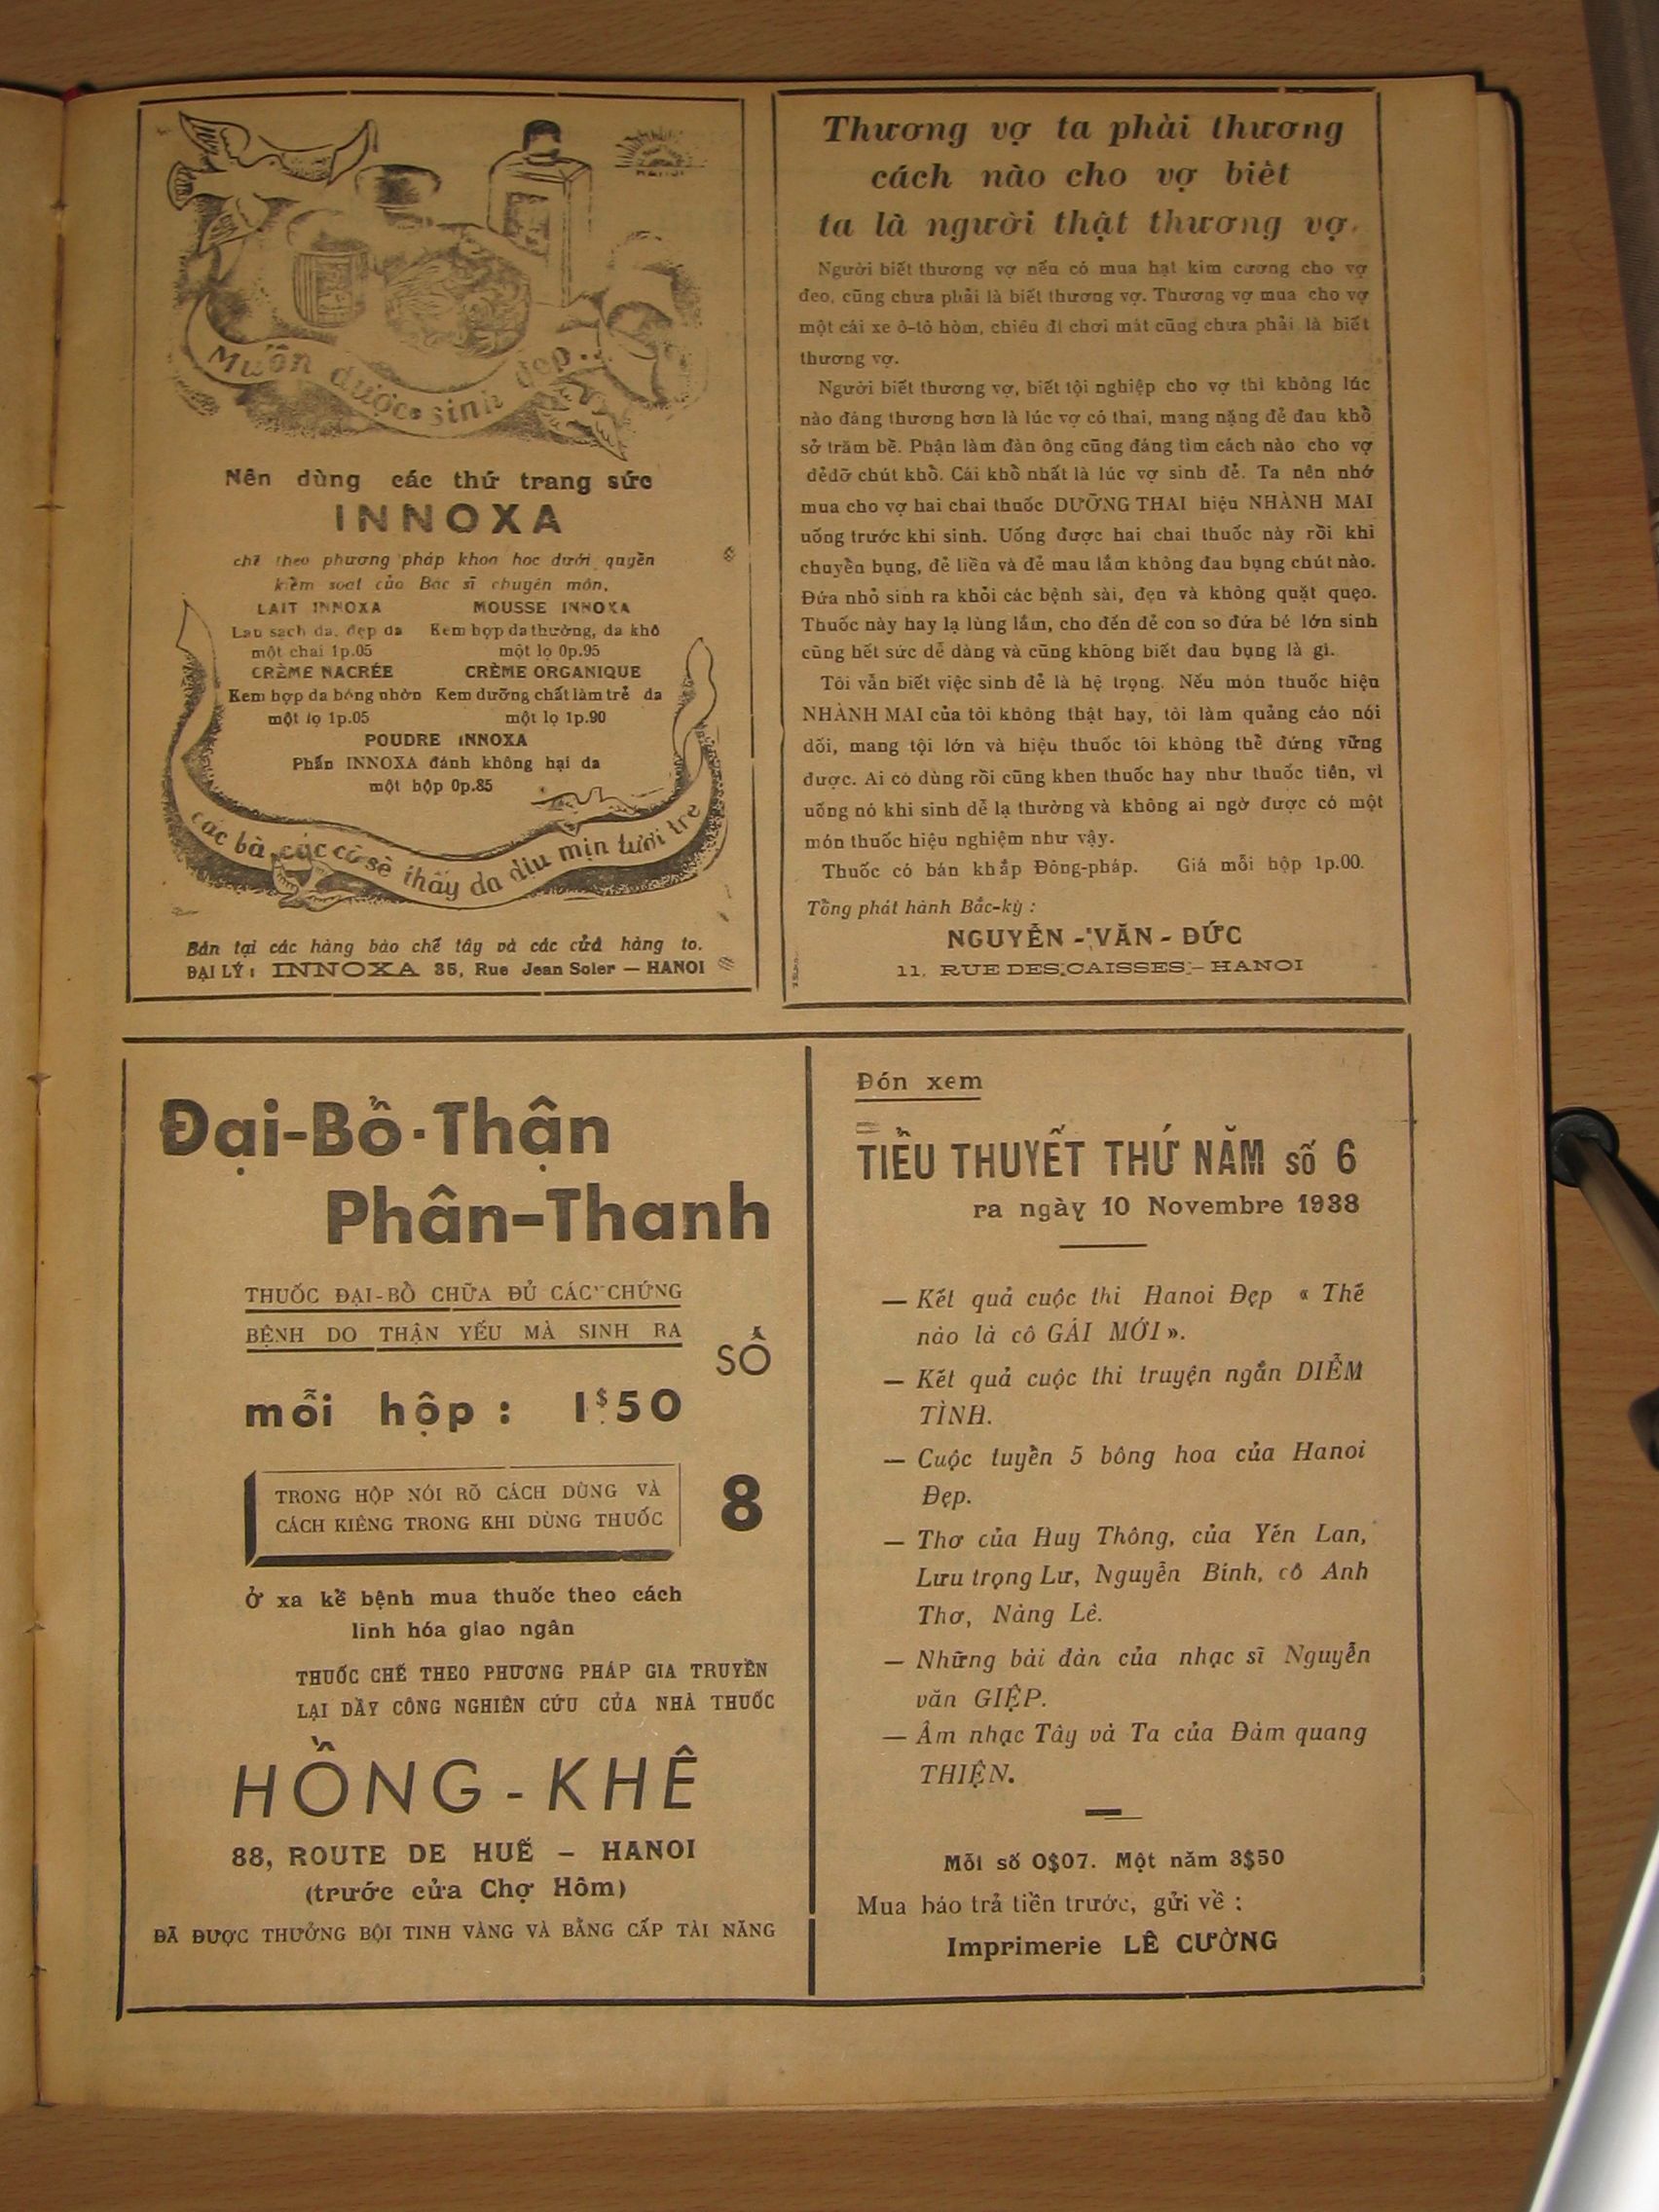 Muốn được sinh đẹp..
Nên dùng các thứ trang sức
INNOXA
chế theo phương pháp khoa học dưới quyền
kiểm soát của Bác sĩ chuyên môn,
LAIT INNOXA
Lau sạch da, đẹp da
một chai 1p.05
MOUSSE INNOXA
Kem hợp da thường, da khô
một lọ 0p.95
CRÈME NACRÉE
Kem hợp da bóng nhờn
một lọ 1p.05
CRÈME ORGANIQUE
Kem dưỡng chất làm trẻ da
một lọ 1p.90
POUDRE INNOXA
Phấn INNOXA đánh không hại da
một hộp 0p.85
các bà, các cô sẽ thấy da dịu mịn tươi trẻ
Bán tại các hàng bào chế tây và các cửa hàng to.
ĐẠI LÝ: INNOXA 35, Rue Jean Soler — HANOI
Thương vợ ta phải thương
cách nào cho vợ biết
ta là người thật thương vợ.
Người biết thương vợ nếu có mua hạt kim cương cho vợ
đeo, cũng chưa phải là biết thương vợ. Thương vợ mua cho vợ
một cái xe ô-tô hòm, chiều đi chơi mát cũng chưa phải là biết
thương vợ.
Người biết thương vợ, biết tội nghiệp cho vợ thì không lúc
nào đáng thương hơn là lúc vợ có thai, mang nặng đẻ đau khổ
sở trăm bề. Phận làm đàn ông cũng đáng tìm cách nào cho vợ
đẻdỡ chút khổ. Cái khổ nhất là lúc vợ sinh đẻ. Ta nên nhớ
mua cho vợ hai chai thuốc DƯỠNG THAI hiệu NHÀNH MAI
uống trước khi sinh. Uống được hai chai thuốc này rồi khi
chuyển bụng, đẻ liền và đẻ mau lắm không đau bụng chút nào.
Đứa nhỏ sinh ra khỏi các bệnh sài, đẹn và không quặt quẹo.
Thuốc này hay lạ lùng lắm, cho đến đẻ con so đứa bé lớn sinh
cũng hết sức dễ dàng và cũng không biết đau bụng là gì.
Tôi vẫn biết việc sinh đẻ là hệ trọng. Nếu món thuốc hiệu
NHÀNH MAI của tôi không thật hay, tôi làm quảng cáo nói
dối, mang tội lớn và hiệu thuốc tôi không thể đứng vững
được. Ai có dùng rồi cũng khen thuốc hay như thuốc tiên, vì
uống nó khi sinh dễ lạ thường và không ai ngờ được có một
món thuốc hiệu nghiệm như vậy.
Thuốc có bán khắp Đông-pháp. Giá mỗi hộp 1p.00.
Tổng phát hành Bắc-kỳ :
NGUYỄN - VĂN - ĐỨC
11, RUE DES CAISSES — HANOI
Đại-Bổ-Thận
Phân-Thanh
THUỐC ĐẠI-BỔ CHỮA ĐỦ CÁC CHỨNG
BỆNH DO THẬN YẾU MÀ SINH RA
SỐ
8
mỗi hộp : 1$50
TRONG HỘP NÓI RÕ CÁCH DÙNG VÀ
CÁCH KIÊNG TRONG KHI DÙNG THUỐC
Ở xa kể bệnh mua thuốc theo cách
lĩnh hóa giao ngân
THUỐC CHẾ THEO PHƯƠNG PHÁP GIA TRUYỀN
LẠI DẦY CÔNG NGHIÊN CỨU CỦA NHÀ THUỐC
HỒNG - KHÊ
88, ROUTE DE HUẾ — HANOI
(trước cửa Chợ Hôm)
ĐÃ ĐƯỢC THƯỞNG BỘI TINH VÀNG VÀ BẰNG CẤP TÀI NĂNG
Đón xem
TIỂU THUYẾT THỨ NĂM số 6
ra ngày 10 Novembre 1938
— Kết quả cuộc thi Hanoi Đẹp « Thế
nào là cô GÁI MỚI ».
— Kết quả cuộc thi truyện ngắn DIỄM
TÌNH.
— Cuộc tuyển 5 bông hoa của Hanoi
Đẹp.
— Thơ của Huy Thông, của Yến Lan,
Lưu trọng Lư, Nguyễn Bính, cô Anh
Thơ, Nàng Lê.
— Những bài đàn của nhạc sĩ Nguyễn
văn GIỆP.
— Âm nhạc Tây và Ta của Đàm quang
THIỆN.
Mỗi số 0$07. Một năm 3$50
Mua báo trả tiền trước, gửi về :
Imprimerie LÊ CƯỜNG